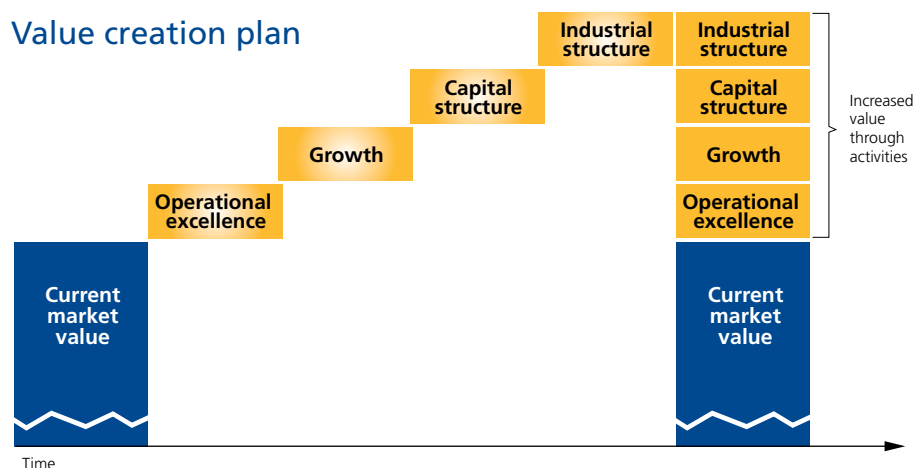 Value creation plan
Industrial
structure
Industrial
structure
Capital
structure
Capital
structure
Growth
Growth
Operational
excellence
Operational
excellence
Increased
value
through
activities
Current
market
value
Current
market
value
Time